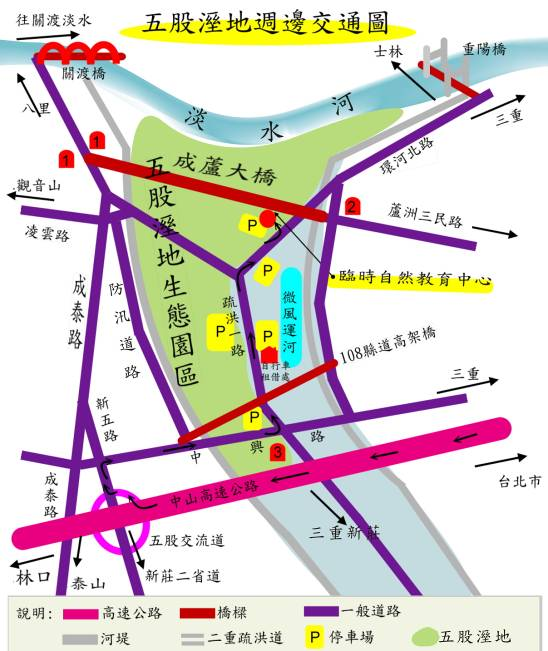 五股溼地週邊交通圖
往關渡淡水
關渡橋
士林
重陽橋
八里
淡水河
三重
環河北路
1
1
成蘆大橋
觀音山
2
蘆洲三民路
凌雲路
P
五股溼地生態園區
臨時自然教育中心
P
成泰路
防汛道路
疏洪一路
微風運河
P
P
自行車
租借處
108縣道高架橋
三重
新五路
P
中興路
3
成泰路
台北市
中山高速公路
三重新莊
五股交流道
林口
泰山
新莊二省道
說明:
高速公路
橋樑
一般道路
河堤
二重疏洪道
P
停車場
五股溼地